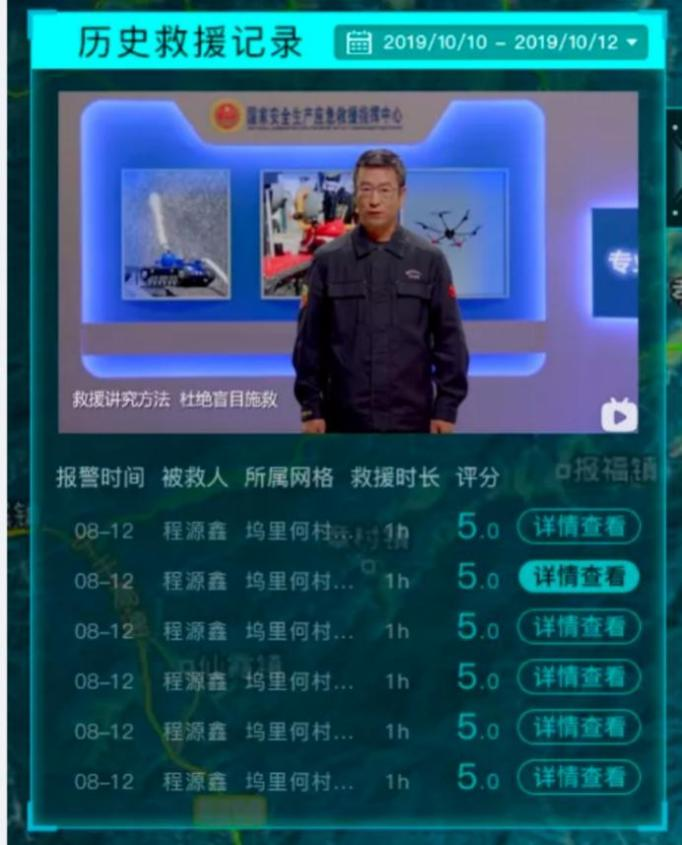 历史救援记录 2019/10/10 - 2019/10/12
国家安全生产应急救援指挥中心
专业
救援讲究方法 杜绝盲目施救
报警时间 被救人 所属网格 救援时长 评分
报福镇
08-12 程源鑫 坞里何村... 1h 5.0 详情查看
章村镇
08-12 程源鑫 坞里何村... 1h 5.0 详情查看
08-12 程源鑫 坞里何村... 1h 5.0 详情查看
仙霞镇
08-12 程源鑫 坞里何村... 1h 5.0 详情查看
08-12 程源鑫 坞里何村... 1h 5.0 详情查看
08-12 程源鑫 坞里何村... 1h 5.0 详情查看